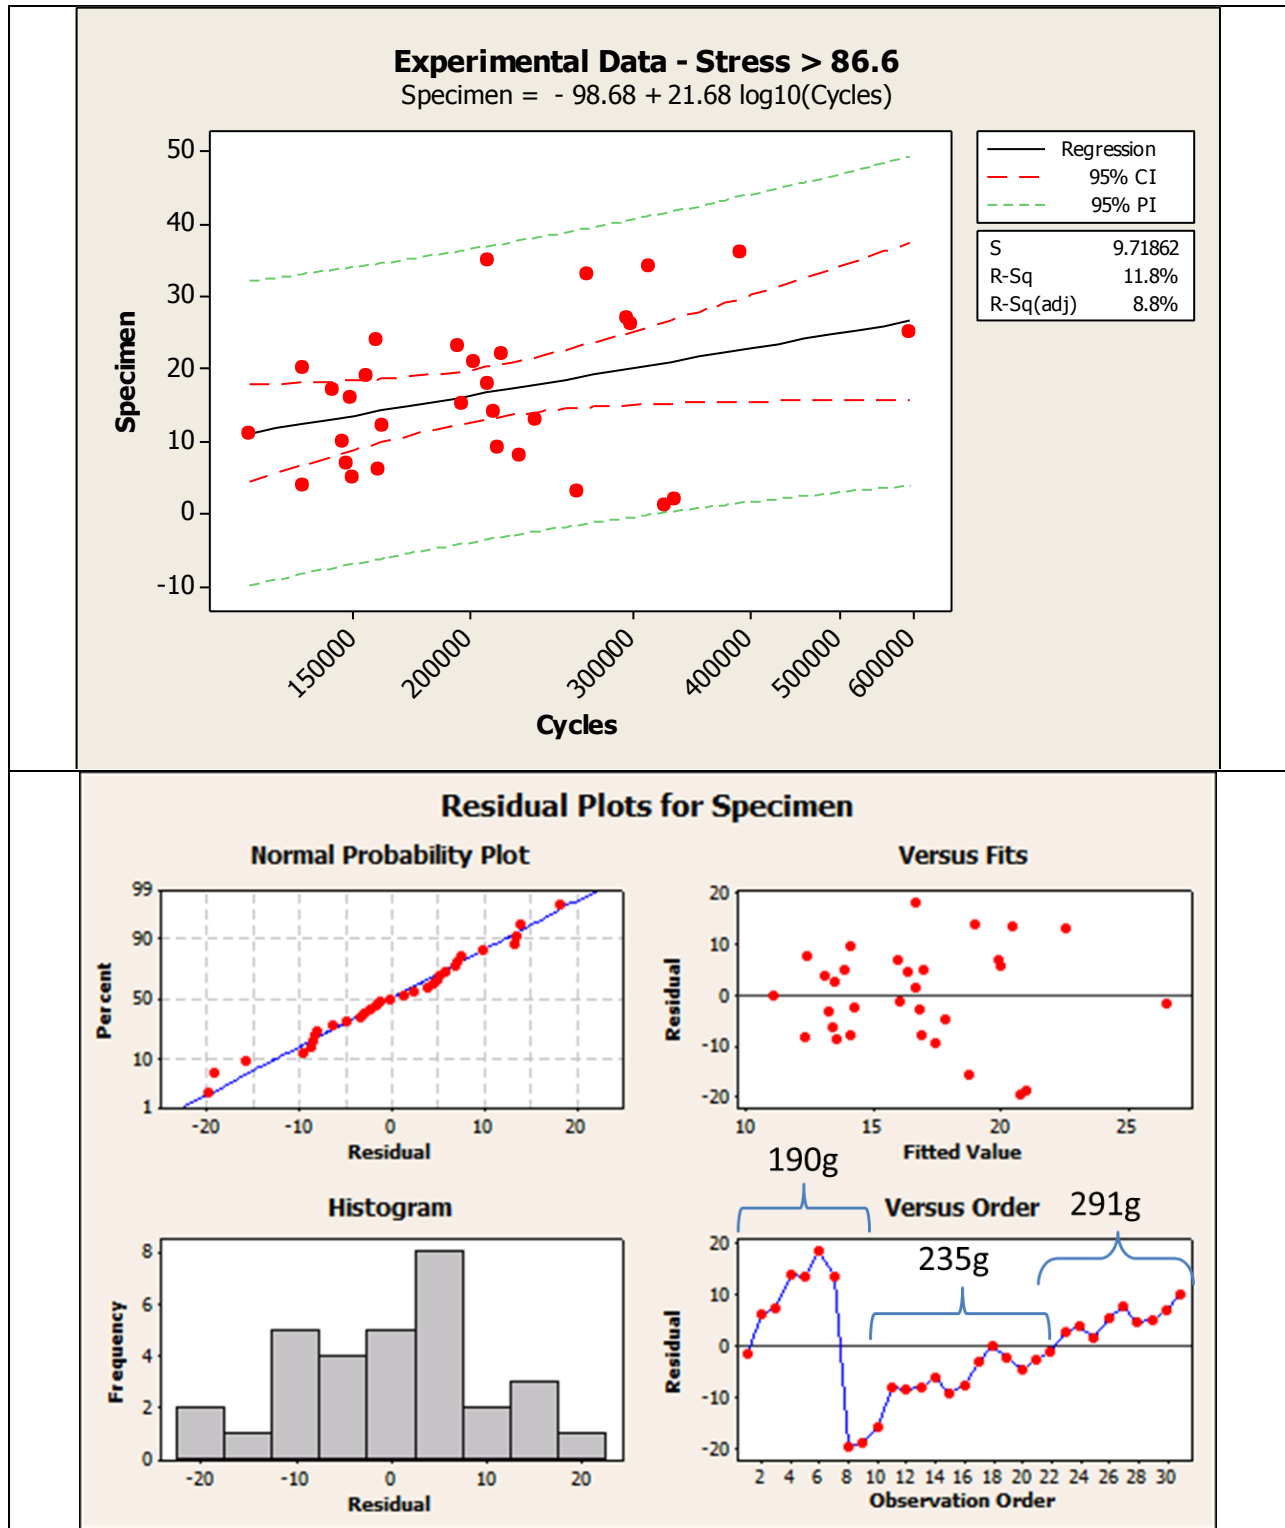 Experimental Data - Stress > 86.6
Specimen = - 98.68 + 21.68 log10(Cycles)
50
40
30
20
10
0
-10
Specimen
150000
200000
300000
400000
500000
600000
Cycles
Regression
95% CI
95% PI
S 9.71862
R-Sq 11.8%
R-Sq(adj) 8.8%
Residual Plots for Specimen
Normal Probability Plot
99
90
50
10
1
Percent
-20 -10 0 10 20
Residual
Versus Fits
20
10
0
-10
-20
Residual
10 15 20 25
Fitted Value
Histogram
8
6
4
2
0
Frequency
-20 -10 0 10 20
Residual
190g
Versus Order
291g
235g
20
10
0
-10
-20
Residual
2 4 6 8 10 12 14 16 18 20 22 24 26 28 30
Observation Order